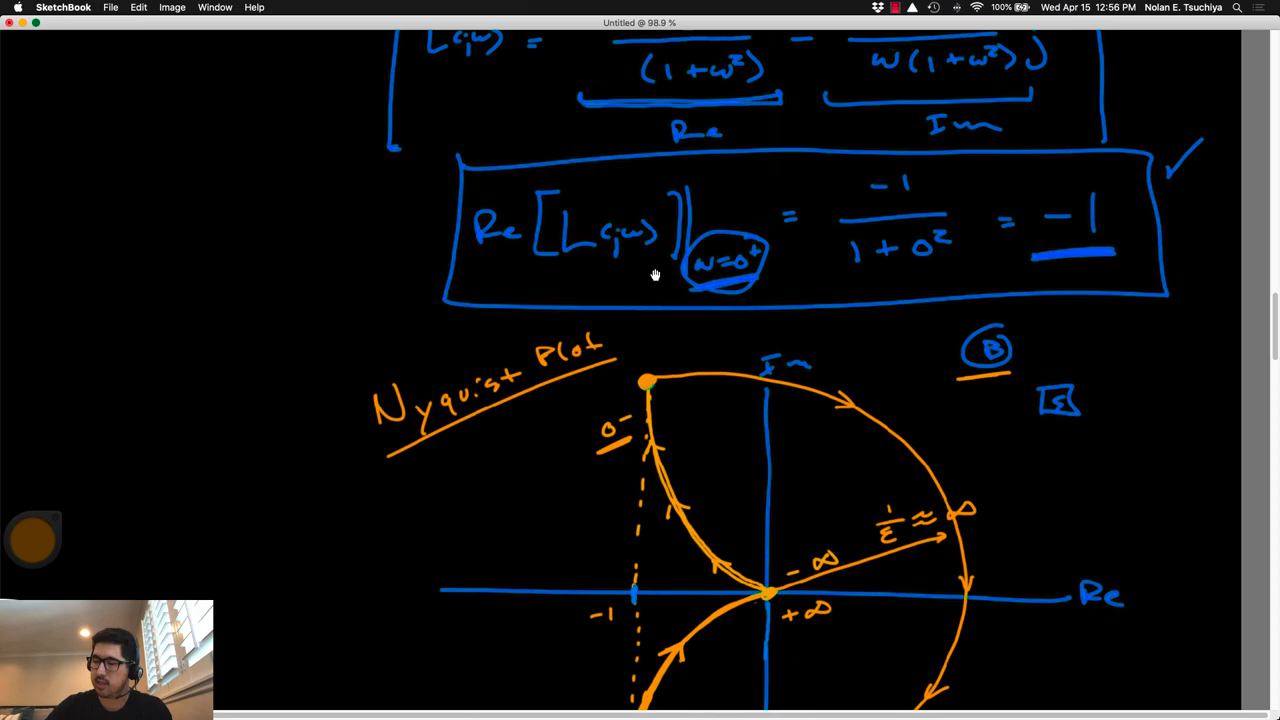 SketchBook File Edit Image Window Help 100% Wed Apr 15 12:56 PM Nolan E. Tsuchiya
Untitled @ 98.9 %
L(jω) = (1+ω²) - ω(1+ω²) j
Re Im
Re[L(jω)]|ω=0⁺ = -1 / 1+0² = -1 ✓
Nyquist Plot
Im
B
ε
0⁻
1/ε ≈ ∞
-∞
-1 +∞ Re